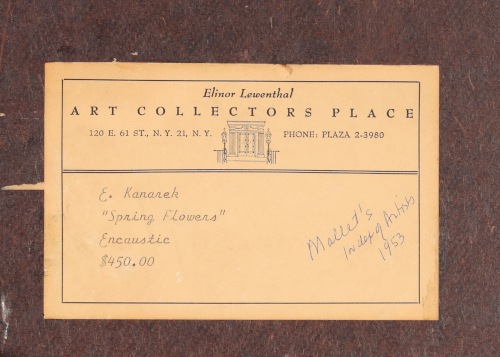 Elinor Lewenthal
ART COLLECTORS PLACE
120 E. 61 ST., N. Y. 21, N. Y. PHONE: PLAZA 2-3980
E. Kanarek
"Spring Flowers"
Encaustic
$450.00
Mallet's
Index of Artists
1953